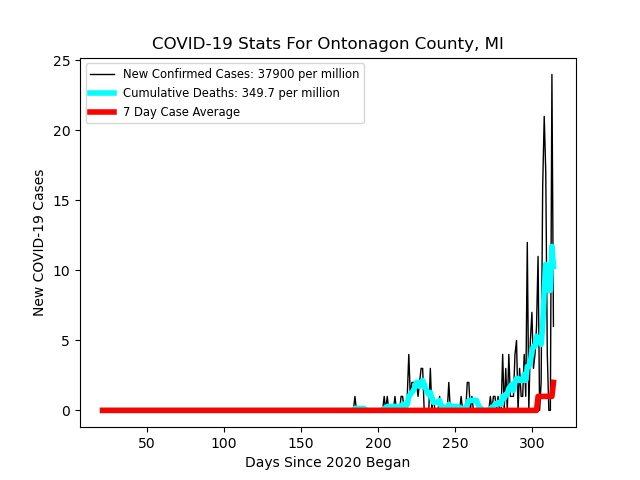 COVID-19 Stats For Ontonagon County, MI
New Confirmed Cases: 37900 per million
Cumulative Deaths: 349.7 per million
7 Day Case Average
New COVID-19 Cases
25
20
15
10
5
0
50 100 150 200 250 300
Days Since 2020 Began